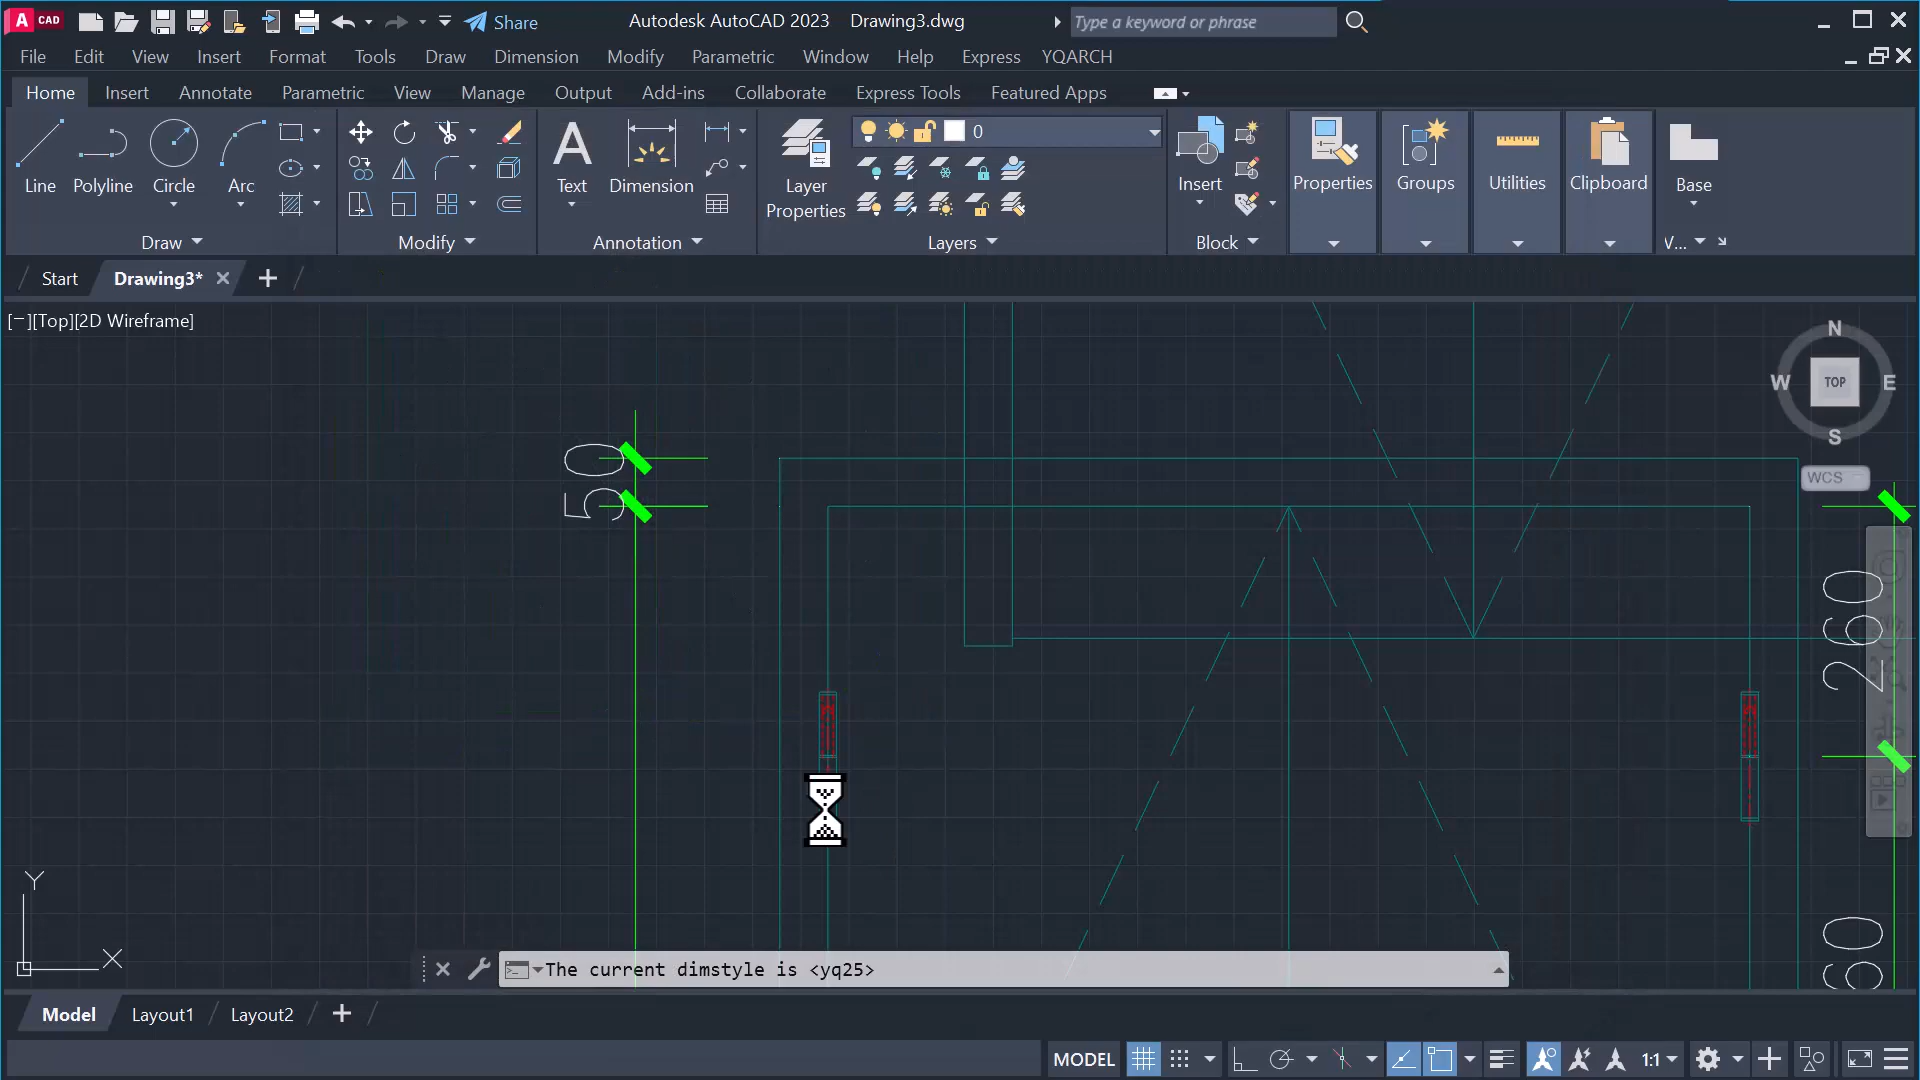 A CAD
Share
Autodesk AutoCAD 2023 Drawing3.dwg
Type a keyword or phrase
File Edit View Insert Format Tools Draw Dimension Modify Parametric Window Help Express YQARCH
Home Insert Annotate Parametric View Manage Output Add-ins Collaborate Express Tools Featured Apps
0
Line Polyline Circle Arc
Text Dimension
Layer Properties
Insert
Properties Groups Utilities Clipboard Base
Draw Modify Annotation Layers Block V...
Start Drawing3*
[−][Top][2D Wireframe]
N
W TOP E
S
WCS
50
260
Y
X
The current dimstyle is <yq25>
Model Layout1 Layout2
MODEL 1:1